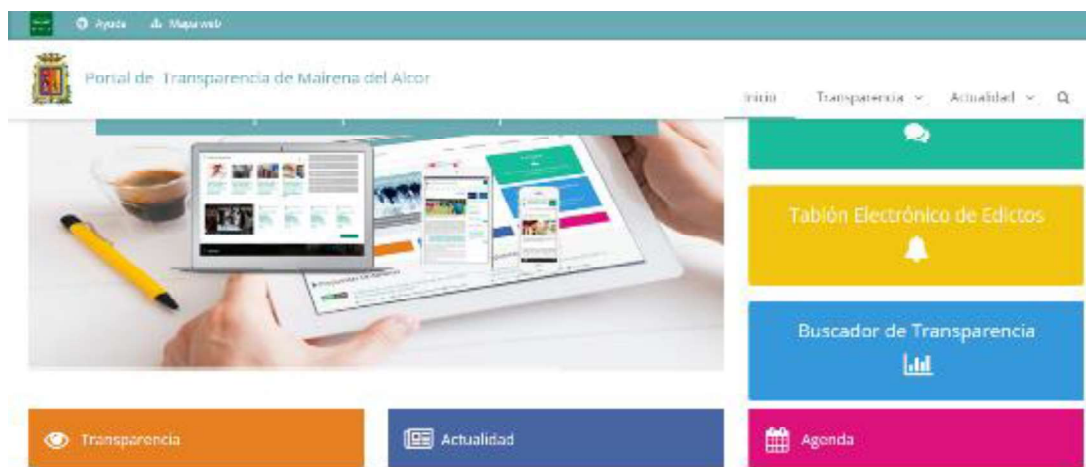 Ayuda
Mapa web
Portal de Transparencia de Mairena del Alcor
Inicio
Transparencia
Actualidad
Tablón Electrónico de Edictos
Buscador de Transparencia
Transparencia
Actualidad
Agenda